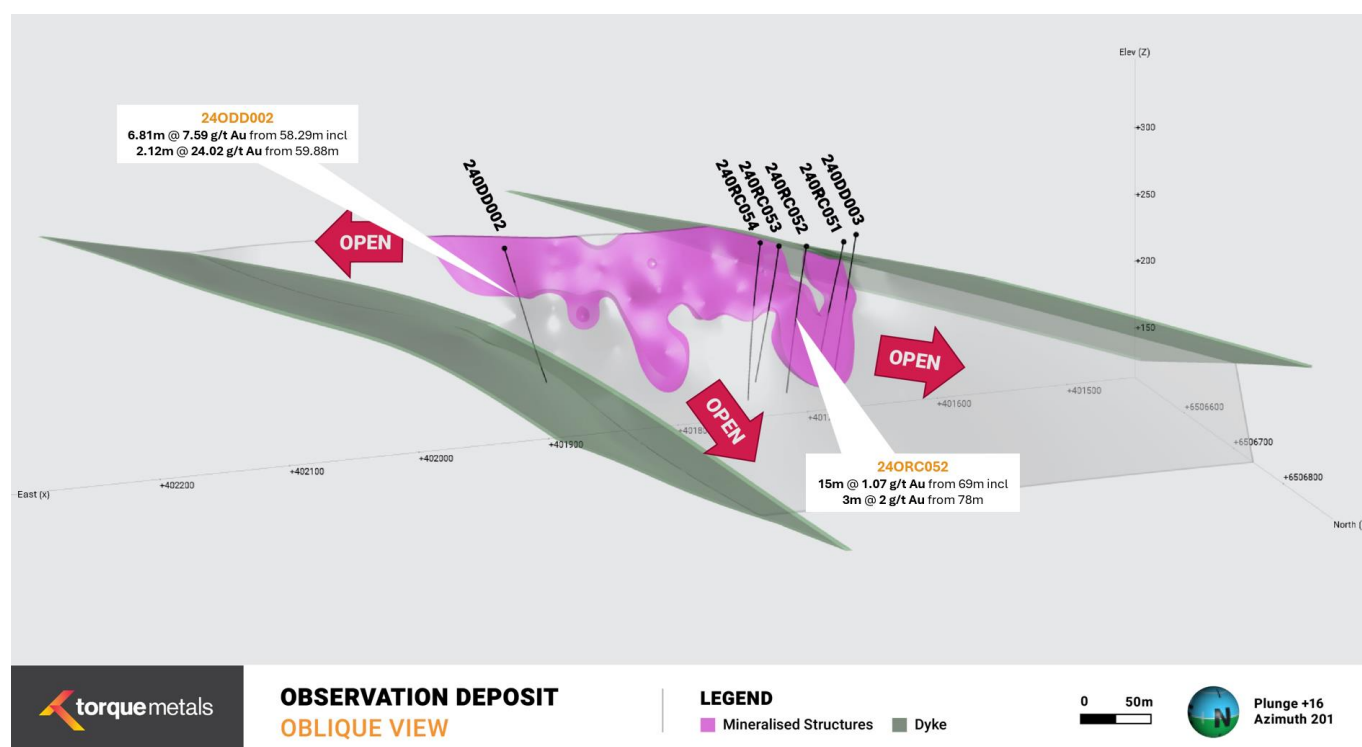 Elev (Z)
24ODD002
6.81m @ 7.59 g/t Au from 58.29m incl
2.12m @ 24.02 g/t Au from 59.88m
+300
24ODD002
24ORC054
24ORC053
24ORC052
24ORC051
24ODD003
+250
OPEN
+200
+150
OPEN
OPEN
+401500
+401600
+6506600
+4017
+40180
+401900
+6506700
+402000
+402100
+402200
+6506800
East (x)
North (
24ORC052
15m @ 1.07 g/t Au from 69m incl
3m @ 2 g/t Au from 78m
torquemetals
OBSERVATION DEPOSIT
OBLIQUE VIEW
LEGEND
Mineralised Structures
Dyke
0 50m
N
Plunge +16
Azimuth 201